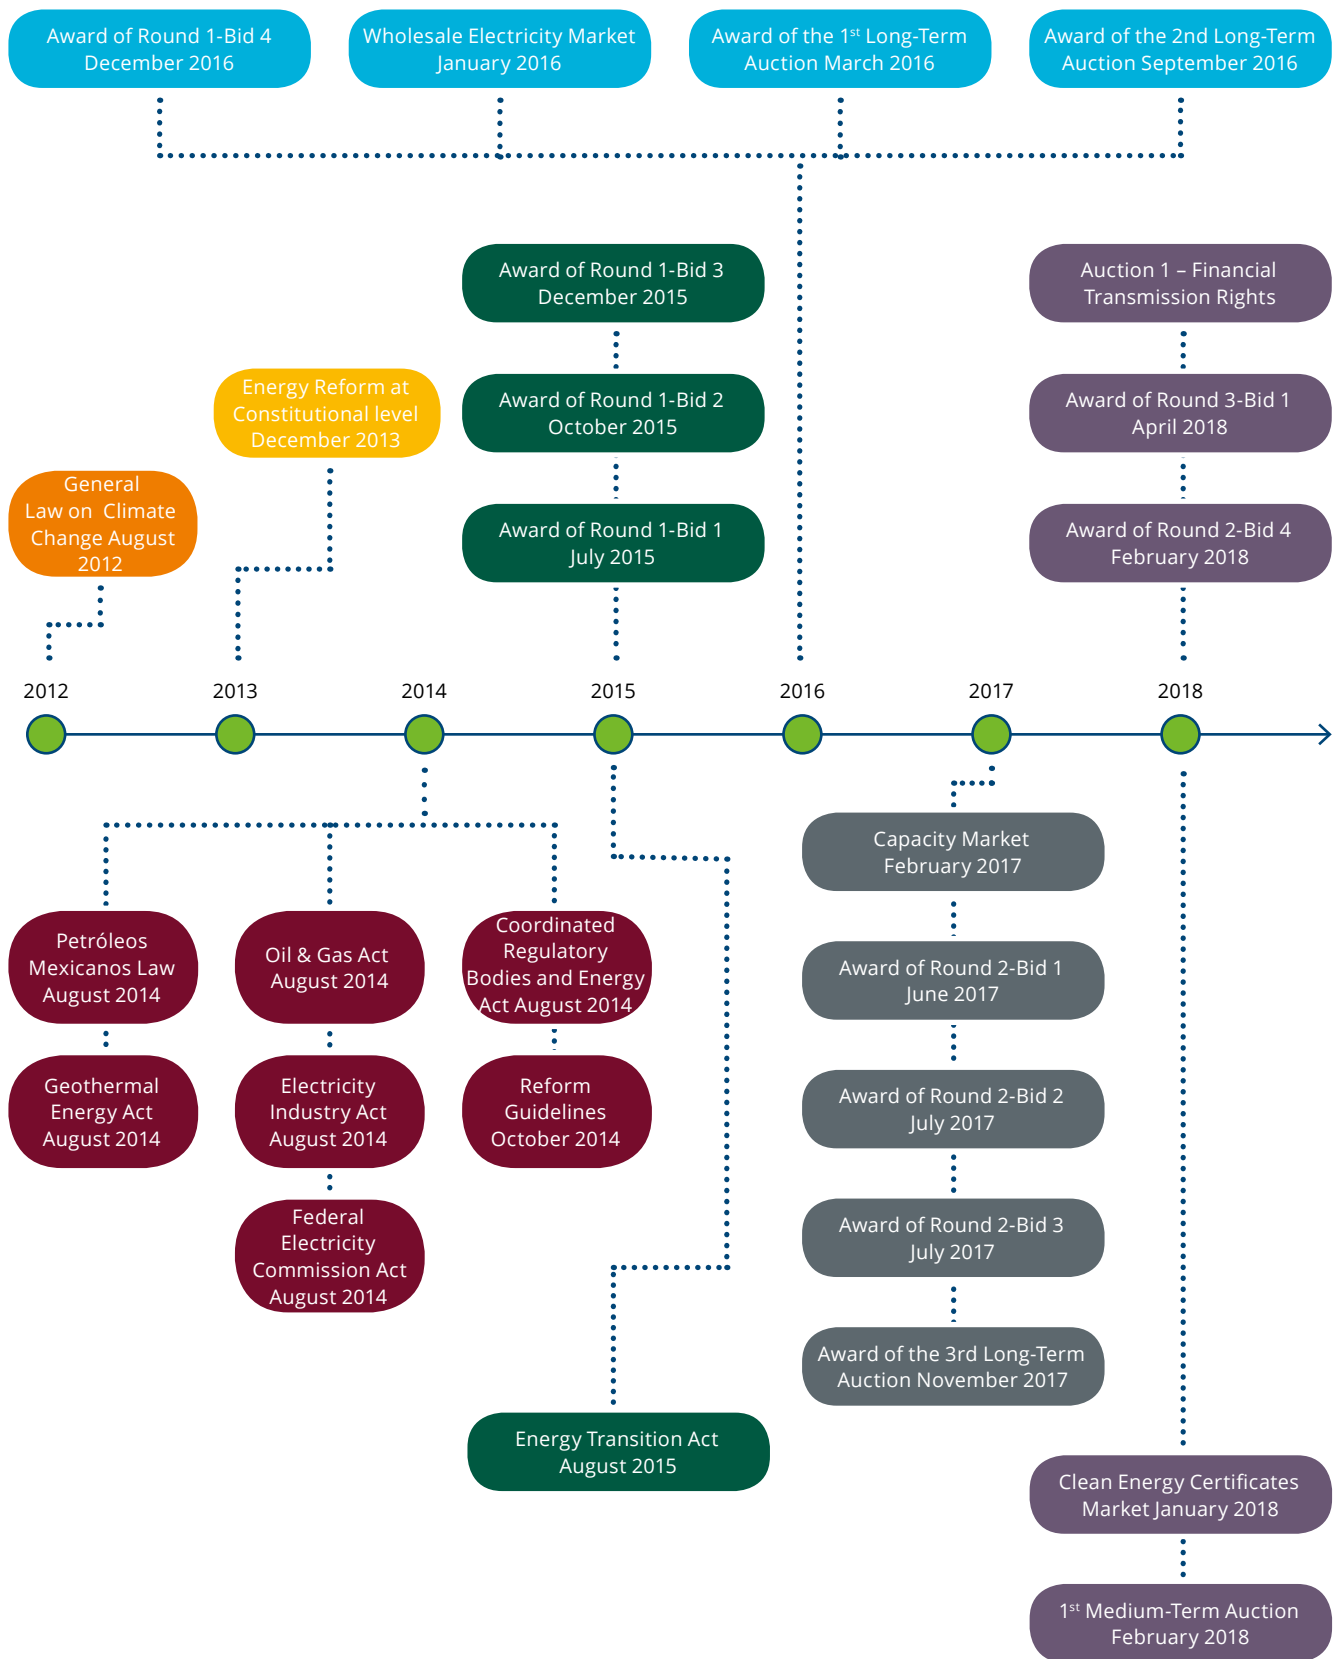 Award of Round 1-Bid 4
December 2016
Wholesale Electricity Market
January 2016
Award of the 1st Long-Term
Auction March 2016
Award of the 2nd Long-Term
Auction September 2016
Award of Round 1-Bid 3
December 2015
Auction 1 – Financial
Transmission Rights
Energy Reform at
Constitutional level
December 2013
Award of Round 1-Bid 2
October 2015
Award of Round 3-Bid 1
April 2018
General
Law on Climate
Change August
2012
Award of Round 1-Bid 1
July 2015
Award of Round 2-Bid 4
February 2018
2012
2013
2014
2015
2016
2017
2018
Capacity Market
February 2017
Petróleos
Mexicanos Law
August 2014
Oil & Gas Act
August 2014
Coordinated
Regulatory
Bodies and Energy
Act August 2014
Award of Round 2-Bid 1
June 2017
Geothermal
Energy Act
August 2014
Electricity
Industry Act
August 2014
Reform
Guidelines
October 2014
Award of Round 2-Bid 2
July 2017
Federal
Electricity
Commission Act
August 2014
Award of Round 2-Bid 3
July 2017
Award of the 3rd Long-Term
Auction November 2017
Energy Transition Act
August 2015
Clean Energy Certificates
Market January 2018
1st Medium-Term Auction
February 2018